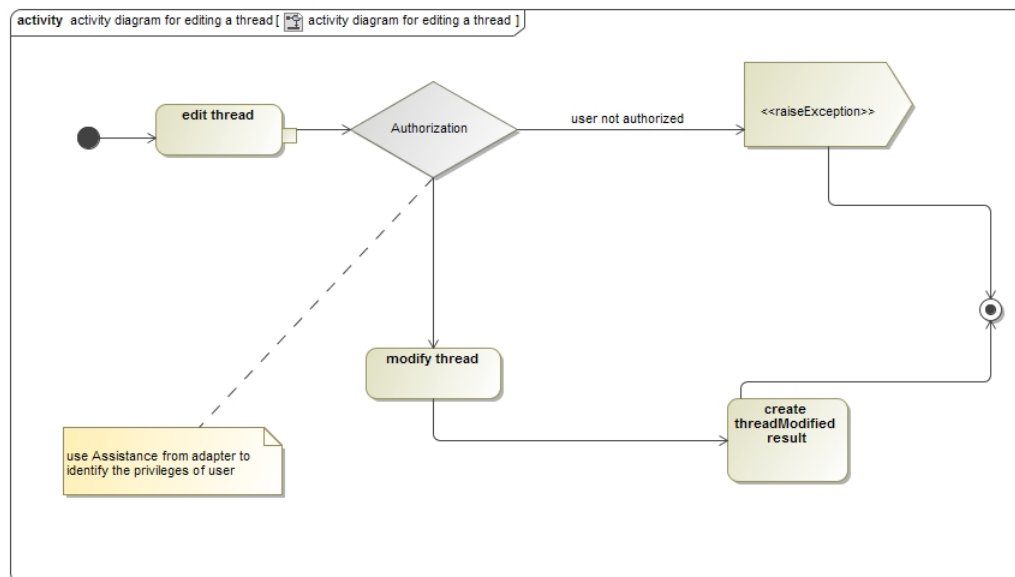 activity activity diagram for editing a thread [ activity diagram for editing a thread ]
edit thread
Authorization
user not authorized
<<raiseException>>
modify thread
create
threadModified
result
use Assistance from adapter to
identify the privileges of user